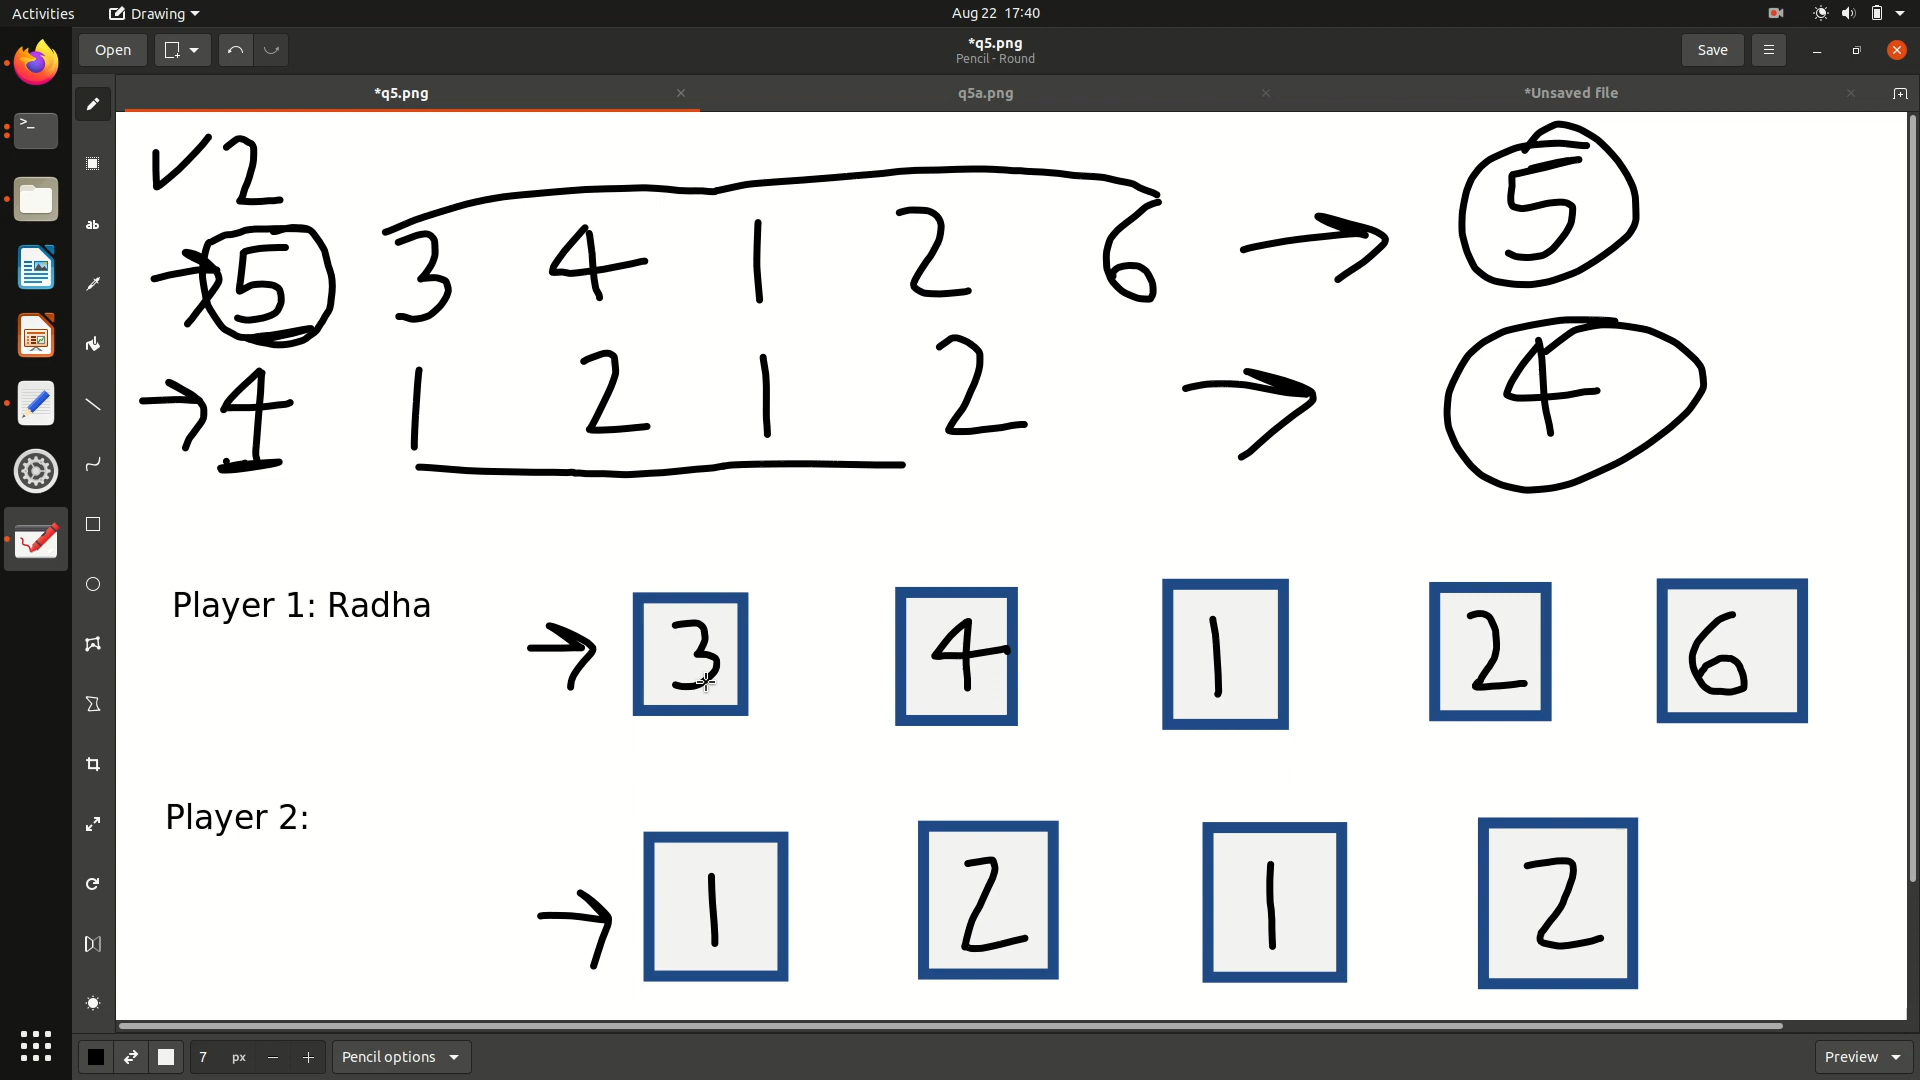 Activities Drawing Aug 22 17:40
Open *q5.png Save
Pencil - Round
*q5.png q5a.png *Unsaved file
√2
5 3 4 1 2 6 → 5
→ 4 1 2 1 2 → 4
Player 1: Radha
→ 3 4 1 2 6
Player 2:
→ 1 2 1 2
7 px − + Pencil options Preview